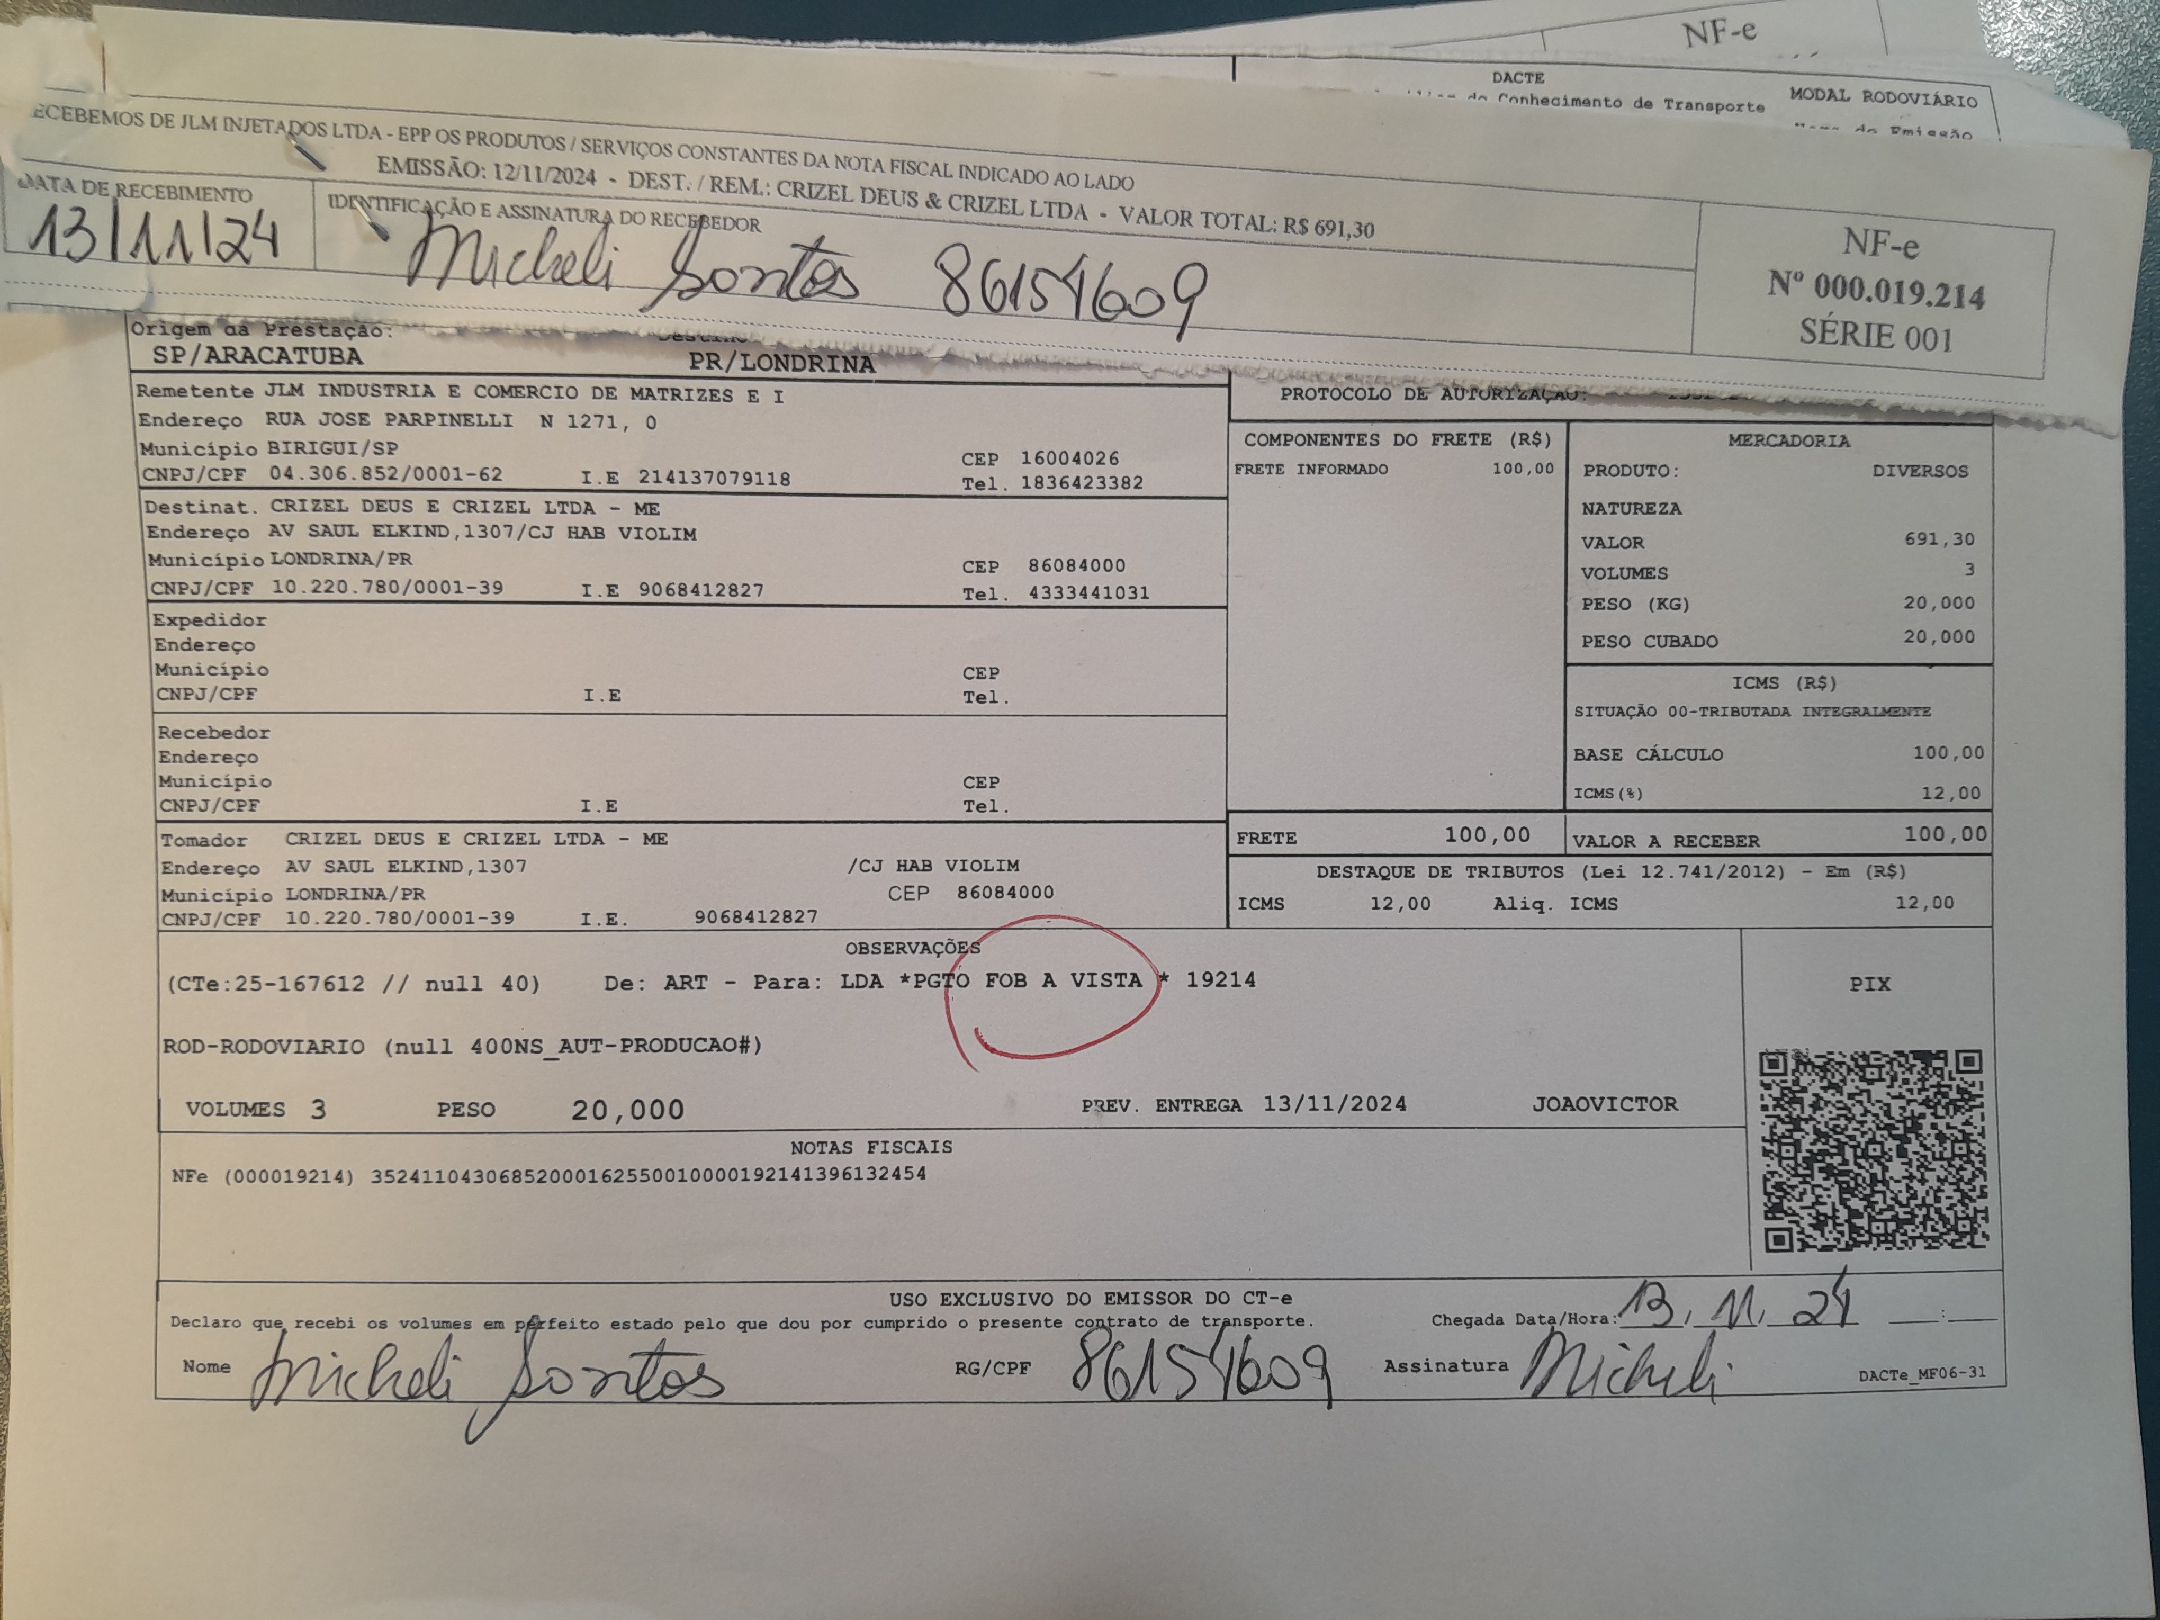 NF-e
DACTE
do Conhecimento de Transporte
MODAL RODOVIÁRIO
ECEBEMOS DE JLM INJETADOS LTDA - EPP OS PRODUTOS / SERVIÇOS CONSTANTES DA NOTA FISCAL INDICADO AO LADO
EMISSÃO: 12/11/2024 - DEST. / REM.: CRIZEL DEUS & CRIZEL LTDA - VALOR TOTAL: R$ 691,30
DATA DE RECEBIMENTO
13/11/24
IDENTIFICAÇÃO E ASSINATURA DO RECEBEDOR
Micheli Santos 86154609
NF-e
Nº 000.019.214
SÉRIE 001
Origem da Prestação:
SP/ARACATUBA PR/LONDRINA
Remetente JLM INDUSTRIA E COMERCIO DE MATRIZES E I
Endereço RUA JOSE PARPINELLI N 1271, 0
Município BIRIGUI/SP CEP 16004026
CNPJ/CPF 04.306.852/0001-62 I.E 214137079118 Tel. 1836423382
Destinat. CRIZEL DEUS E CRIZEL LTDA - ME
Endereço AV SAUL ELKIND,1307/CJ HAB VIOLIM
Município LONDRINA/PR CEP 86084000
CNPJ/CPF 10.220.780/0001-39 I.E 9068412827 Tel. 4333441031
Expedidor
Endereço
Município CEP
CNPJ/CPF I.E Tel.
Recebedor
Endereço
Município CEP
CNPJ/CPF I.E Tel.
Tomador CRIZEL DEUS E CRIZEL LTDA - ME
Endereço AV SAUL ELKIND,1307 /CJ HAB VIOLIM
Município LONDRINA/PR CEP 86084000
CNPJ/CPF 10.220.780/0001-39 I.E. 9068412827
PROTOCOLO DE AUTORIZAÇAO:
COMPONENTES DO FRETE (R$)
FRETE INFORMADO 100,00
MERCADORIA
PRODUTO: DIVERSOS
NATUREZA
VALOR 691,30
VOLUMES 3
PESO (KG) 20,000
PESO CUBADO 20,000
ICMS (R$)
SITUAÇÃO 00-TRIBUTADA INTEGRALMENTE
BASE CÁLCULO 100,00
ICMS(%) 12,00
FRETE 100,00 VALOR A RECEBER 100,00
DESTAQUE DE TRIBUTOS (Lei 12.741/2012) - Em (R$)
ICMS 12,00 Aliq. ICMS 12,00
OBSERVAÇÕES
(CTe:25-167612 // null 40) De: ART - Para: LDA *PGTO FOB A VISTA * 19214
ROD-RODOVIARIO (null 400NS_AUT-PRODUCAO#)
VOLUMES 3 PESO 20,000 PREV. ENTREGA 13/11/2024 JOAOVICTOR
PIX
NOTAS FISCAIS
NFe (000019214) 35241104306852000162550010000192141396132454
USO EXCLUSIVO DO EMISSOR DO CT-e
Declaro que recebi os volumes em perfeito estado pelo que dou por cumprido o presente contrato de transporte. Chegada Data/Hora: 13, 11, 24 __:__
Nome Micheli Santos RG/CPF 86154609 Assinatura Micheli DACTe_MF06-31